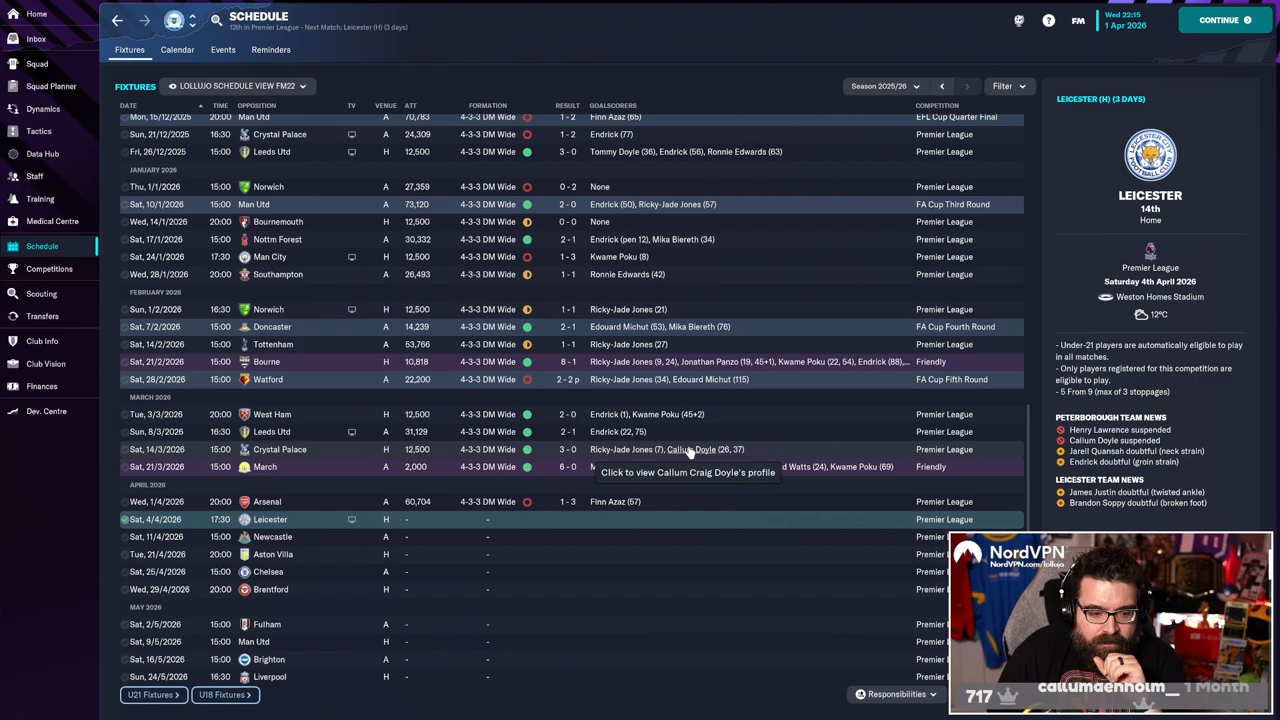 Home
Inbox
Squad
Squad Planner
Dynamics
Tactics
Data Hub
Staff
Training
Medical Centre
Schedule
Competitions
Scouting
Transfers
Club Info
Club Vision
Finances
Dev. Centre
SCHEDULE
13th in Premier League - Next Match: Leicester (H) (3 days)
FM
Wed 22:15
1 Apr 2026
CONTINUE
Fixtures Calendar Events Reminders
FIXTURES LOLLUJO SCHEDULE VIEW FM22 Season 2025/26 Filter
DATE TIME OPPOSITION TV VENUE ATT FORMATION RESULT GOALSCORERS COMPETITION
Mon, 15/12/2025 20:00 Man Utd A 70,783 4-3-3 DM Wide 1 - 2 Finn Azaz (65) EFL Cup Quarter Final
Sun, 21/12/2025 16:30 Crystal Palace A 24,309 4-3-3 DM Wide 1 - 2 Endrick (77) Premier League
Fri, 26/12/2025 15:00 Leeds Utd H 12,500 4-3-3 DM Wide 3 - 0 Tommy Doyle (36), Endrick (56), Ronnie Edwards (63) Premier League
JANUARY 2026
Thu, 1/1/2026 15:00 Norwich A 27,359 4-3-3 DM Wide 0 - 2 None Premier League
Sat, 10/1/2026 15:00 Man Utd A 73,120 4-3-3 DM Wide 2 - 0 Endrick (50), Ricky-Jade Jones (57) FA Cup Third Round
Wed, 14/1/2026 20:00 Bournemouth H 12,500 4-3-3 DM Wide 0 - 0 None Premier League
Sat, 17/1/2026 15:00 Nottm Forest A 30,332 4-3-3 DM Wide 2 - 1 Endrick (pen 12), Mika Biereth (34) Premier League
Sat, 24/1/2026 17:30 Man City H 12,500 4-3-3 DM Wide 1 - 3 Kwame Poku (8) Premier League
Wed, 28/1/2026 20:00 Southampton A 26,493 4-3-3 DM Wide 1 - 1 Ronnie Edwards (42) Premier League
FEBRUARY 2026
Sun, 1/2/2026 16:30 Norwich H 12,500 4-3-3 DM Wide 1 - 1 Ricky-Jade Jones (21) Premier League
Sat, 7/2/2026 15:00 Doncaster A 14,239 4-3-3 DM Wide 2 - 1 Edouard Michut (53), Mika Biereth (76) FA Cup Fourth Round
Sat, 14/2/2026 15:00 Tottenham A 53,766 4-3-3 DM Wide 1 - 1 Ricky-Jade Jones (27) Premier League
Sat, 21/2/2026 15:00 Bourne A 10,818 4-3-3 DM Wide 8 - 1 Ricky-Jade Jones (9, 24), Jonathan Panzo (19, 45+1), Kwame Poku (22, 54), Endrick (88),... Friendly
Sat, 28/2/2026 15:00 Watford A 22,200 4-3-3 DM Wide 2 - 2 p Ricky-Jade Jones (34), Edouard Michut (115) FA Cup Fifth Round
MARCH 2026
Tue, 3/3/2026 20:00 West Ham H 12,500 4-3-3 DM Wide 2 - 0 Endrick (1), Kwame Poku (45+2) Premier League
Sun, 8/3/2026 16:30 Leeds Utd A 31,129 4-3-3 DM Wide 2 - 1 Endrick (22, 75) Premier League
Sat, 14/3/2026 15:00 Crystal Palace H 12,500 4-3-3 DM Wide 3 - 0 Ricky-Jade Jones (7), Callum Doyle (26, 37) Premier League
Sat, 21/3/2026 15:00 March A 2,000 4-3-3 DM Wide 6 - 0 d Watts (24), Kwame Poku (69) Friendly
Click to view Callum Craig Doyle's profile
APRIL 2026
Wed, 1/4/2026 20:00 Arsenal A 60,704 4-3-3 DM Wide 1 - 3 Finn Azaz (57) Premier League
Sat, 4/4/2026 17:30 Leicester H - - Premier League
Sat, 11/4/2026 15:00 Newcastle A - - Premier League
Tue, 21/4/2026 20:00 Aston Villa H - - Premier League
Sat, 25/4/2026 15:00 Chelsea A - - Premier L
Wed, 29/4/2026 20:00 Brentford H - - Premier L
MAY 2026
Sat, 2/5/2026 15:00 Fulham A - - Premier L
Sat, 9/5/2026 15:00 Man Utd H - - Premier L
Sat, 16/5/2026 15:00 Brighton A - - Premier L
Sun, 24/5/2026 16:30 Liverpool H - - Premier L
U21 Fixtures U18 Fixtures Responsibilities
LEICESTER (H) (3 DAYS)
LEICESTER CITY FOOTBALL CLUB
LEICESTER
14th
Home
Premier League
Saturday 4th April 2026
Weston Homes Stadium
12°C
- Under-21 players are automatically eligible to play
in all matches.
- Only players registered for this competition are
eligible to play.
- 5 From 9 (max of 3 stoppages)
PETERBOROUGH TEAM NEWS
Henry Lawrence suspended
Callum Doyle suspended
Jarell Quansah doubtful (neck strain)
Endrick doubtful (groin strain)
LEICESTER TEAM NEWS
James Justin doubtful (twisted ankle)
Brandon Soppy doubtful (broken foot)
NordVPN
NordVPN.com/lollujo
717 callumdenholm_ 1 Month